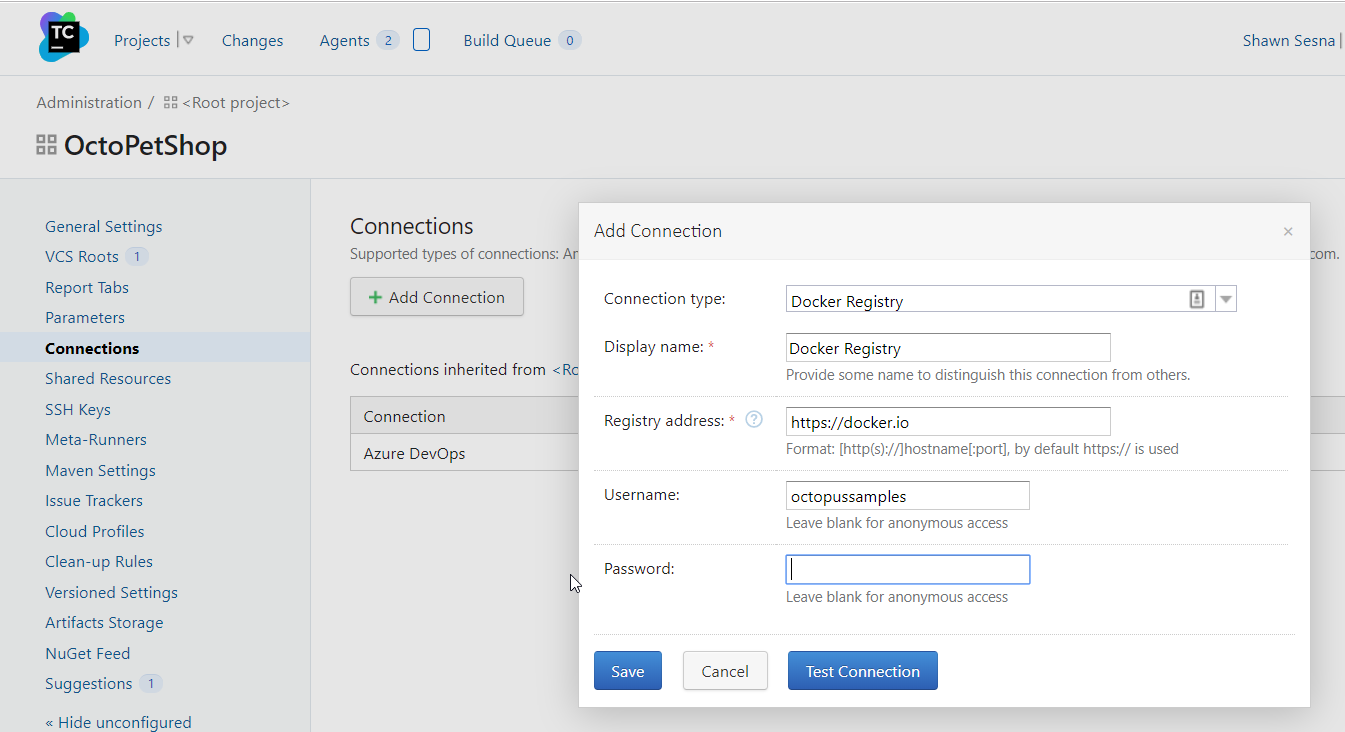 TC
Projects
Changes
Agents 2
Build Queue 0
Shawn Sesna
Administration / <Root project>
OctoPetShop
General Settings
VCS Roots 1
Report Tabs
Parameters
Connections
Shared Resources
SSH Keys
Meta-Runners
Maven Settings
Issue Trackers
Cloud Profiles
Clean-up Rules
Versioned Settings
Artifacts Storage
NuGet Feed
Suggestions 1
« Hide unconfigured
Connections
Supported types of connections:
com.
+ Add Connection
Connections inherited from
Connection
Azure DevOps
Add Connection ×
Connection type: Docker Registry
Display name: * Docker Registry
Provide some name to distinguish this connection from others.
Registry address: * ? https://docker.io
Format: [http(s)://]hostname[:port], by default https:// is used
Username: octopussamples
Leave blank for anonymous access
Password:
Leave blank for anonymous access
Save
Cancel
Test Connection